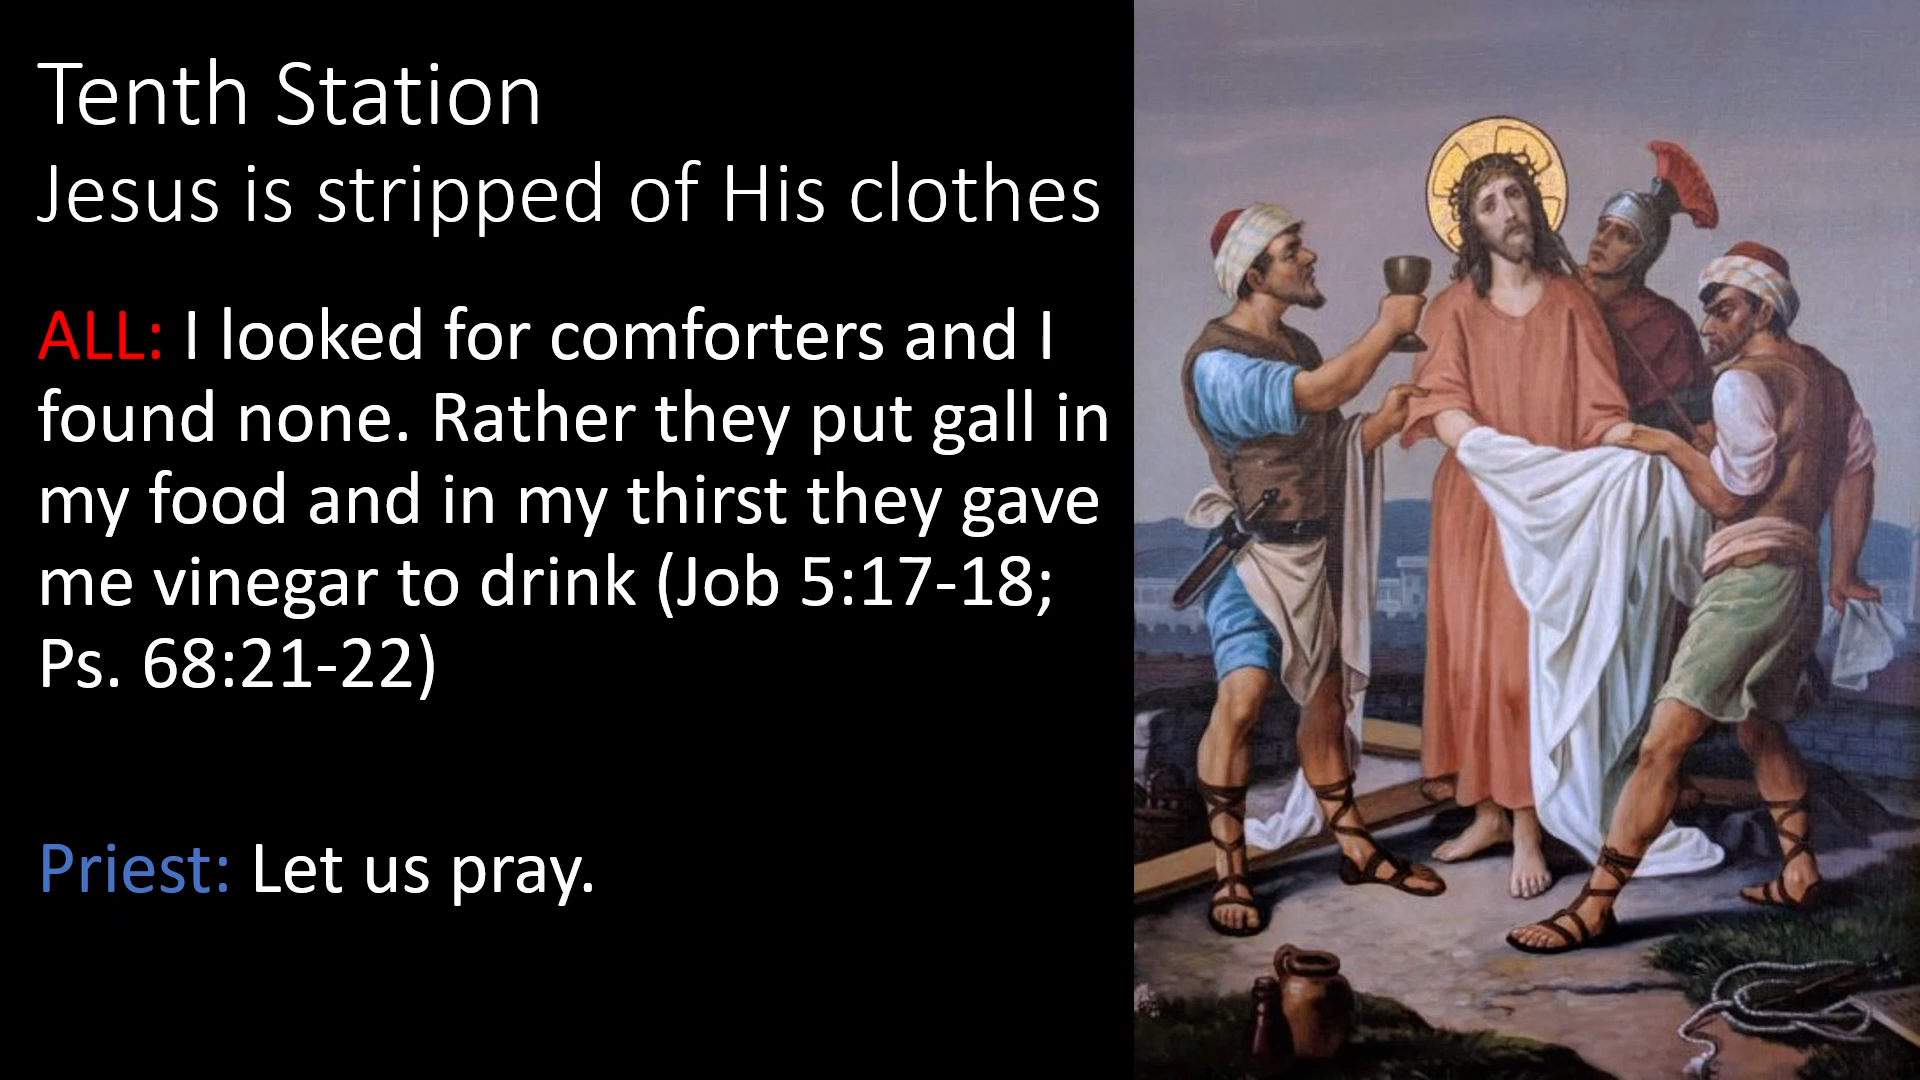 Tenth Station
Jesus is stripped of His clothes
ALL: I looked for comforters and I
found none. Rather they put gall in
my food and in my thirst they gave
me vinegar to drink (Job 5:17-18;
Ps. 68:21-22)
Priest: Let us pray.